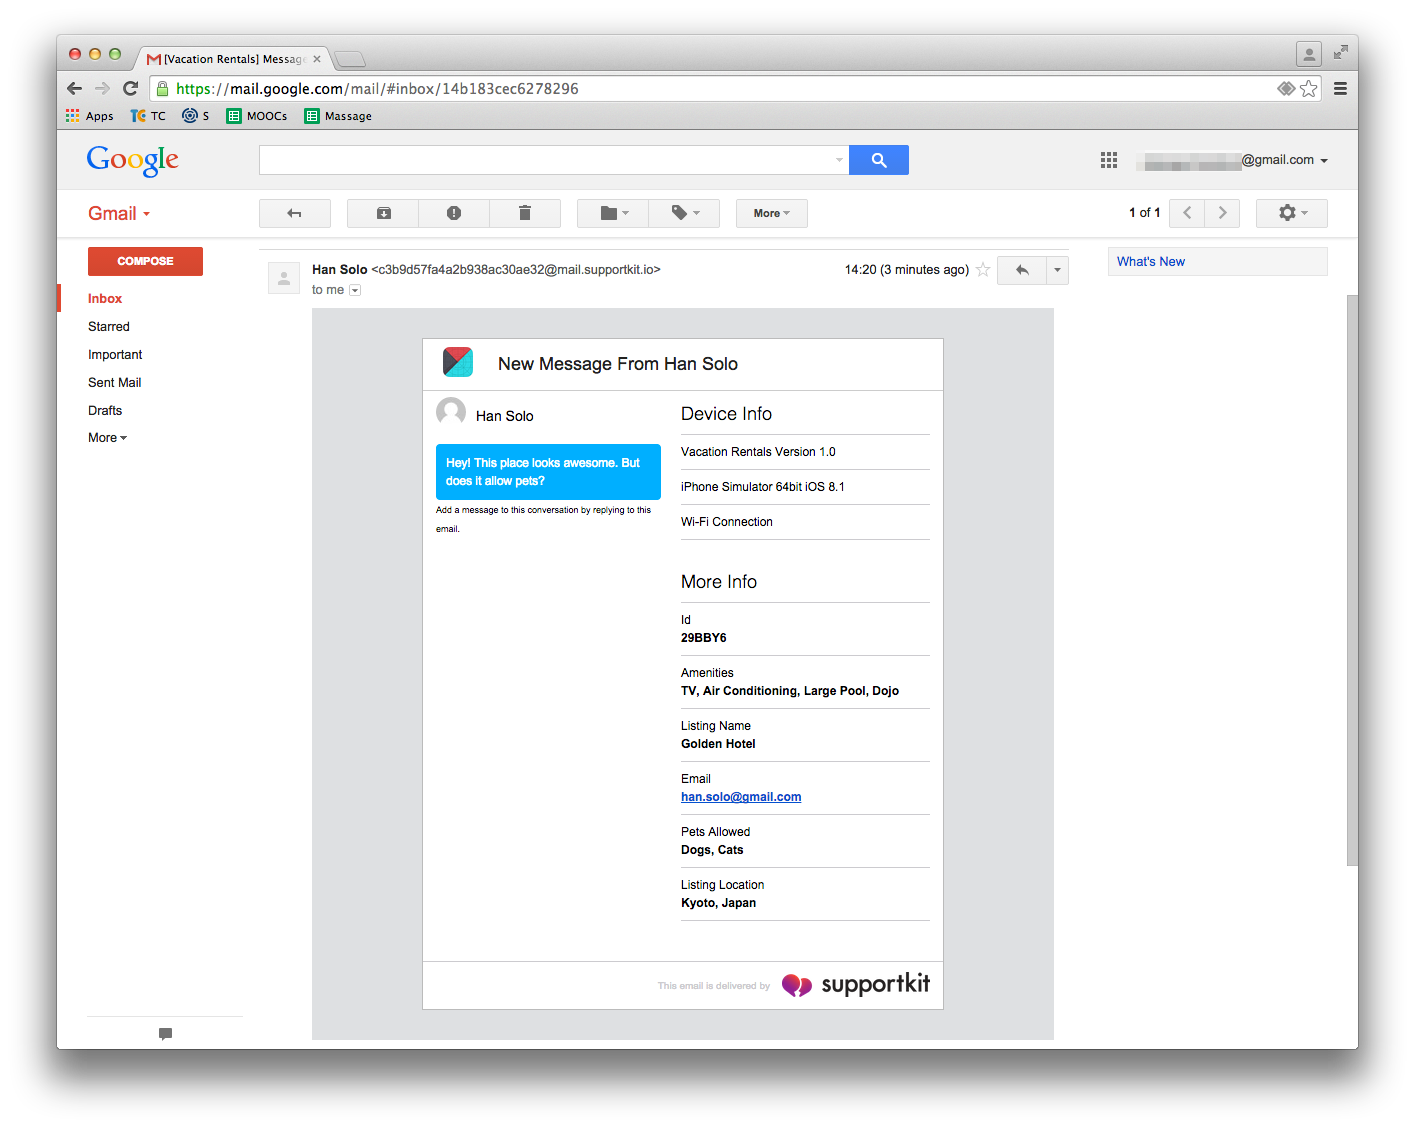 [Vacation Rentals] Messag
https://mail.google.com/mail/#inbox/14b183cec6278296
Apps TC S MOOCs Massage
Google
@gmail.com
Gmail
More
1 of 1
COMPOSE
Inbox
Starred
Important
Sent Mail
Drafts
More
Han Solo <c3b9d57fa4a2b938ac30ae32@mail.supportkit.io>
14:20 (3 minutes ago)
to me
What's New
New Message From Han Solo
Han Solo
Hey! This place looks awesome. But
does it allow pets?
Add a message to this conversation by replying to this
email.
Device Info
Vacation Rentals Version 1.0
iPhone Simulator 64bit iOS 8.1
Wi-Fi Connection
More Info
Id
29BBY6
Amenities
TV, Air Conditioning, Large Pool, Dojo
Listing Name
Golden Hotel
Email
han.solo@gmail.com
Pets Allowed
Dogs, Cats
Listing Location
Kyoto, Japan
This email is delivered by
supportkit